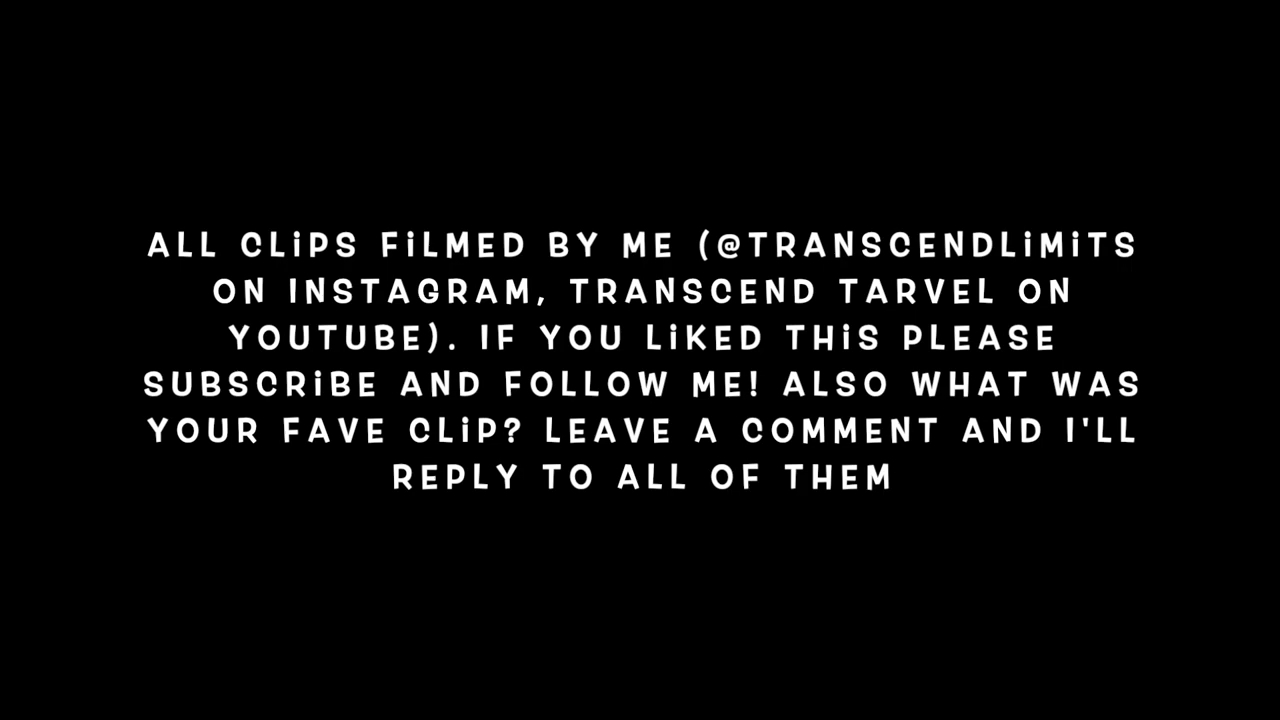 ALL CLiPS FiLMED BY ME (@TRANSCENDLiMiTS
ON INSTAGRAM, TRANSCEND TARVEL ON
YOUTUBE). IF YOU LiKED THiS PLEASE
SUBSCRiBE AND FOLLOW ME! ALSO WHAT WAS
YOUR FAVE CLiP? LEAVE A COMMENT AND I'LL
REPLY TO ALL OF THEM